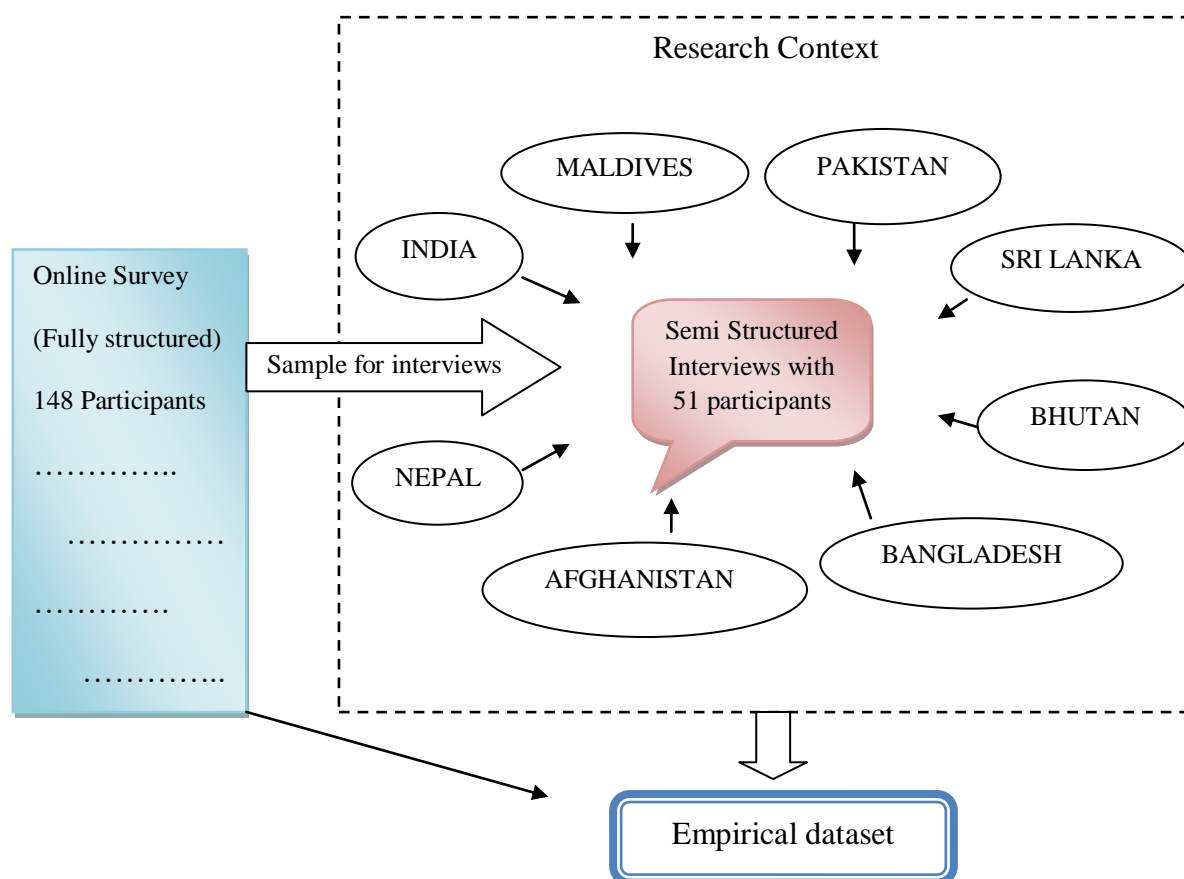 Research Context
MALDIVES
PAKISTAN
INDIA
SRI LANKA
Online Survey
(Fully structured)
148 Participants
…………..
……………
………….
…………..
Sample for interviews
Semi Structured
Interviews with
51 participants
BHUTAN
NEPAL
BANGLADESH
AFGHANISTAN
Empirical dataset